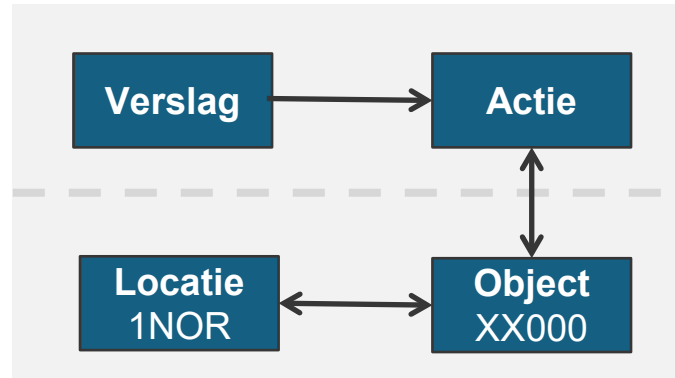 Verslag
Actie
Locatie
1NOR
Object
XX000